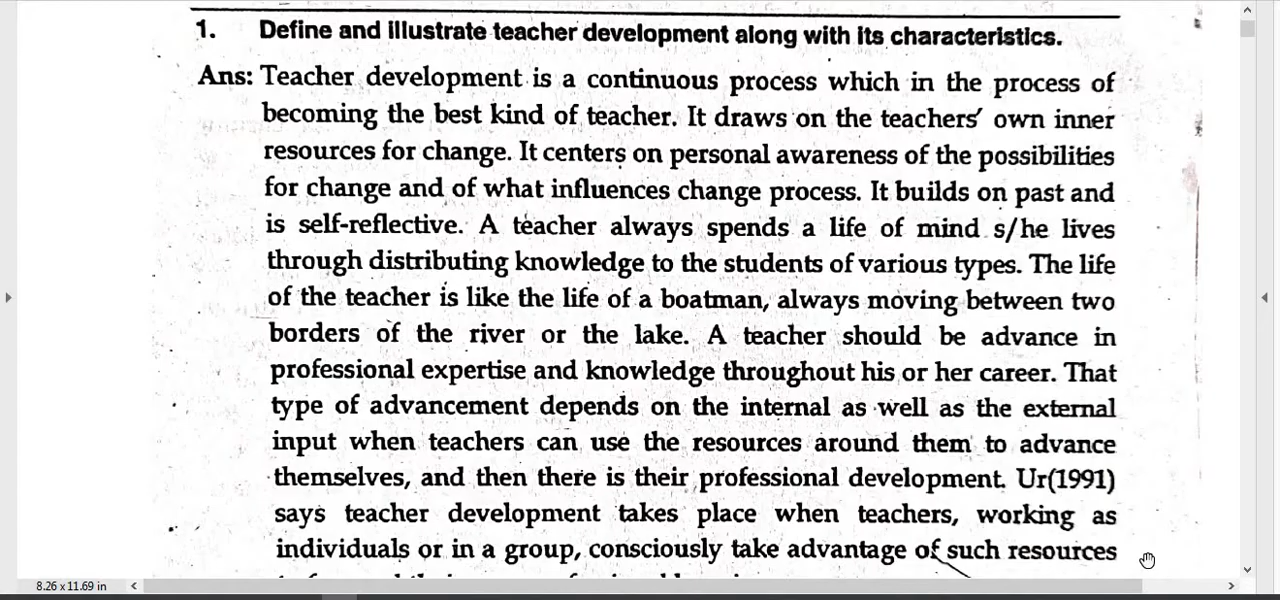 1. Define and illustrate teacher development along with its characteristics.
Ans: Teacher development is a continuous process which in the process of
becoming the best kind of teacher. It draws on the teachers' own inner
resources for change. It centers on personal awareness of the possibilities
for change and of what influences change process. It builds on past and
is self-reflective. A teacher always spends a life of mind s/he lives
through distributing knowledge to the students of various types. The life
of the teacher is like the life of a boatman, always moving between two
borders of the river or the lake. A teacher should be advance in
professional expertise and knowledge throughout his or her career. That
type of advancement depends on the internal as well as the external
input when teachers can use the resources around them to advance
themselves, and then there is their professional development. Ur(1991)
says teacher development takes place when teachers, working as
individuals or in a group, consciously take advantage of such resources
8.26 x 11.69 in